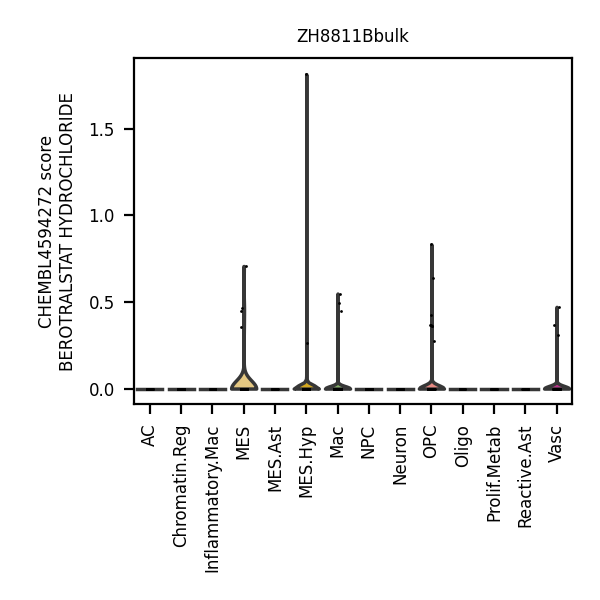 ZH8811Bbulk
CHEMBL4594272 score
BEROTRALSTAT HYDROCHLORIDE
1.5
1.0
0.5
0.0
AC
Chromatin.Reg
Inflammatory.Mac
MES
MES.Ast
MES.Hyp
Mac
NPC
Neuron
OPC
Oligo
Prolif.Metab
Reactive.Ast
Vasc